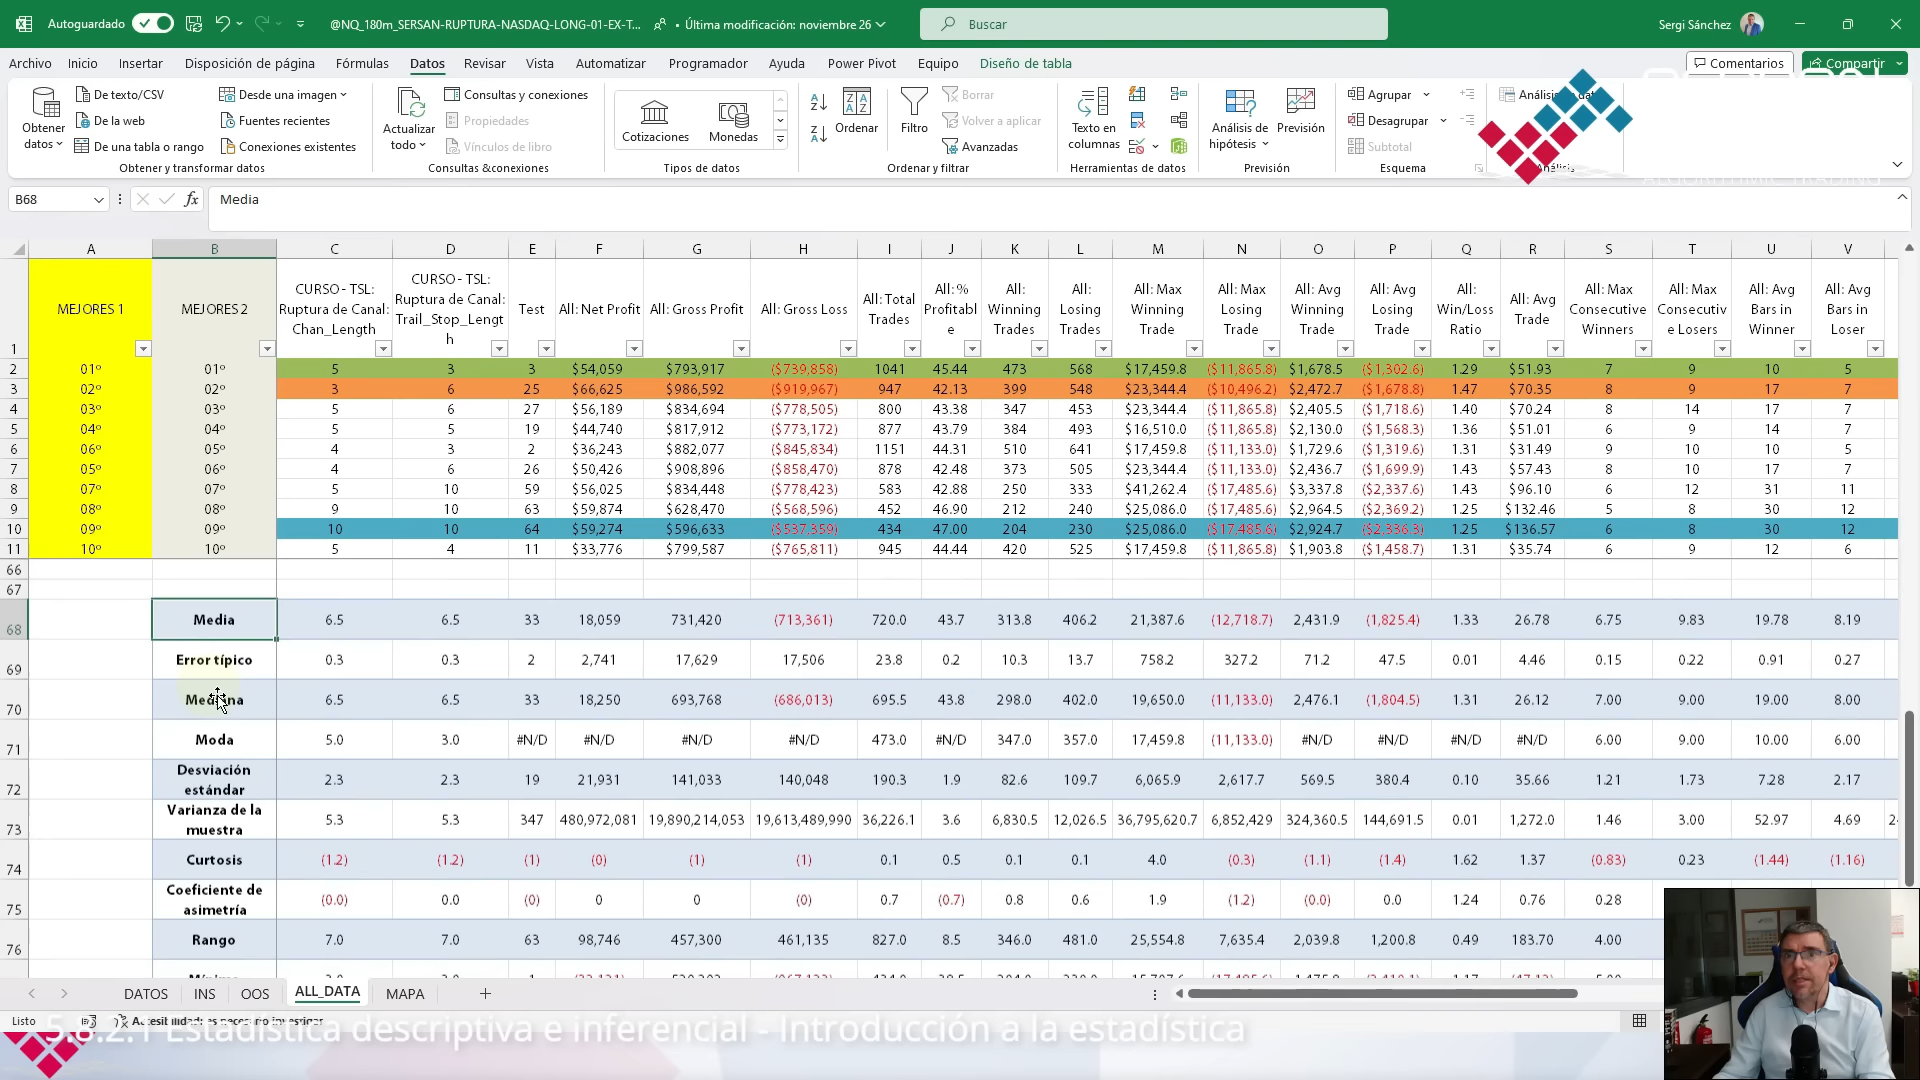 Autoguardado
@NQ_180m_SERSAN-RUPTURA-NASDAQ-LONG-01-EX-T... • Última modificación: noviembre 26
Buscar
Sergi Sánchez
Archivo Inicio Insertar Disposición de página Fórmulas Datos Revisar Vista Automatizar Programador Ayuda Power Pivot Equipo Diseño de tabla
Comentarios Compartir
Obtener datos
De texto/CSV
De la web
De una tabla o rango
Desde una imagen
Fuentes recientes
Conexiones existentes
Obtener y transformar datos
Actualizar todo
Consultas y conexiones
Propiedades
Vínculos de libro
Consultas &conexiones
Cotizaciones Monedas
Tipos de datos
Ordenar
Filtro
Borrar
Volver a aplicar
Avanzadas
Ordenar y filtrar
Texto en columnas
Herramientas de datos
Análisis de hipótesis
Previsión
Previsión
Agrupar
Desagrupar
Subtotal
Esquema
B68 fx Media
A B C D E F G H I J K L M N O P Q R S T U V
1 MEJORES 1 MEJORES 2 CURSO - TSL: Ruptura de Canal: Chan_Length CURSO - TSL: Ruptura de Canal: Trail_Stop_Length Test All: Net Profit All: Gross Profit All: Gross Loss All: Total Trades All: % Profitable All: Winning Trades All: Losing Trades All: Max Winning Trade All: Max Losing Trade All: Avg Winning Trade All: Avg Losing Trade All: Win/Loss Ratio All: Avg Trade All: Max Consecutive Winners All: Max Consecutive Losers All: Avg Bars in Winner All: Avg Bars in Loser
2 01º 01º 5 3 3 $54,059 $793,917 ($739,858) 1041 45.44 473 568 $17,459.8 ($11,865.8) $1,678.5 ($1,302.6) 1.29 $51.93 7 9 10 5
3 02º 02º 3 6 25 $66,625 $986,592 ($919,967) 947 42.13 399 548 $23,344.4 ($10,496.2) $2,472.7 ($1,678.8) 1.47 $70.35 8 9 17 7
4 03º 03º 5 6 27 $56,189 $834,694 ($778,505) 800 43.38 347 453 $23,344.4 ($11,865.8) $2,405.5 ($1,718.6) 1.40 $70.24 8 14 17 7
5 04º 04º 5 5 19 $44,740 $817,912 ($773,172) 877 43.79 384 493 $16,510.0 ($11,865.8) $2,130.0 ($1,568.3) 1.36 $51.01 6 9 14 7
6 06º 05º 4 3 2 $36,243 $882,077 ($845,834) 1151 44.31 510 641 $17,459.8 ($11,133.0) $1,729.6 ($1,319.6) 1.31 $31.49 9 10 10 5
7 05º 06º 4 6 26 $50,426 $908,896 ($858,470) 878 42.48 373 505 $23,344.4 ($11,133.0) $2,436.7 ($1,699.9) 1.43 $57.43 8 10 17 7
8 07º 07º 5 10 59 $56,025 $834,448 ($778,423) 583 42.88 250 333 $41,262.4 ($17,485.6) $3,337.8 ($2,337.6) 1.43 $96.10 6 12 31 11
9 08º 08º 9 10 63 $59,874 $628,470 ($568,596) 452 46.90 212 240 $25,086.0 ($17,485.6) $2,964.5 ($2,369.2) 1.25 $132.46 5 8 30 12
10 09º 09º 10 10 64 $59,274 $596,633 ($537,359) 434 47.00 204 230 $25,086.0 ($17,485.6) $2,924.7 ($2,336.3) 1.25 $136.57 6 8 30 12
11 10º 10º 5 4 11 $33,776 $799,587 ($765,811) 945 44.44 420 525 $17,459.8 ($11,865.8) $1,903.8 ($1,458.7) 1.31 $35.74 6 9 12 6
66
67
68 Media 6.5 6.5 33 18,059 731,420 (713,361) 720.0 43.7 313.8 406.2 21,387.6 (12,718.7) 2,431.9 (1,825.4) 1.33 26.78 6.75 9.83 19.78 8.19
69 Error típico 0.3 0.3 2 2,741 17,629 17,506 23.8 0.2 10.3 13.7 758.2 327.2 71.2 47.5 0.01 4.46 0.15 0.22 0.91 0.27
70 Mediana 6.5 6.5 33 18,250 693,768 (686,013) 695.5 43.8 298.0 402.0 19,650.0 (11,133.0) 2,476.1 (1,804.5) 1.31 26.12 7.00 9.00 19.00 8.00
71 Moda 5.0 3.0 #N/D #N/D #N/D #N/D 473.0 #N/D 347.0 357.0 17,459.8 (11,133.0) #N/D #N/D #N/D #N/D 6.00 9.00 10.00 6.00
72 Desviación estándar 2.3 2.3 19 21,931 141,033 140,048 190.3 1.9 82.6 109.7 6,065.9 2,617.7 569.5 380.4 0.10 35.66 1.21 1.73 7.28 2.17
73 Varianza de la muestra 5.3 5.3 347 480,972,081 19,890,214,053 19,613,489,990 36,226.1 3.6 6,830.5 12,026.5 36,795,620.7 6,852,429 324,360.5 144,691.5 0.01 1,272.0 1.46 3.00 52.97 4.69
74 Curtosis (1.2) (1.2) (1) (0) (1) (1) 0.1 0.5 0.1 0.1 4.0 (0.3) (1.1) (1.4) 1.62 1.37 (0.83) 0.23 (1.44) (1.16)
75 Coeficiente de asimetría (0.0) 0.0 (0) 0 0 (0) 0.7 (0.7) 0.8 0.6 1.9 (1.2) (0.0) 0.0 1.24 0.76 0.28
76 Rango 7.0 7.0 63 98,746 457,300 461,135 827.0 8.5 346.0 481.0 25,554.8 7,635.4 2,039.8 1,200.8 0.49 183.70 4.00
DATOS INS OOS ALL_DATA MAPA
Listo Accesibilidad: es necesario investigar
5.8.2.1 Estadística descriptiva e inferencial - Introducción a la estadística